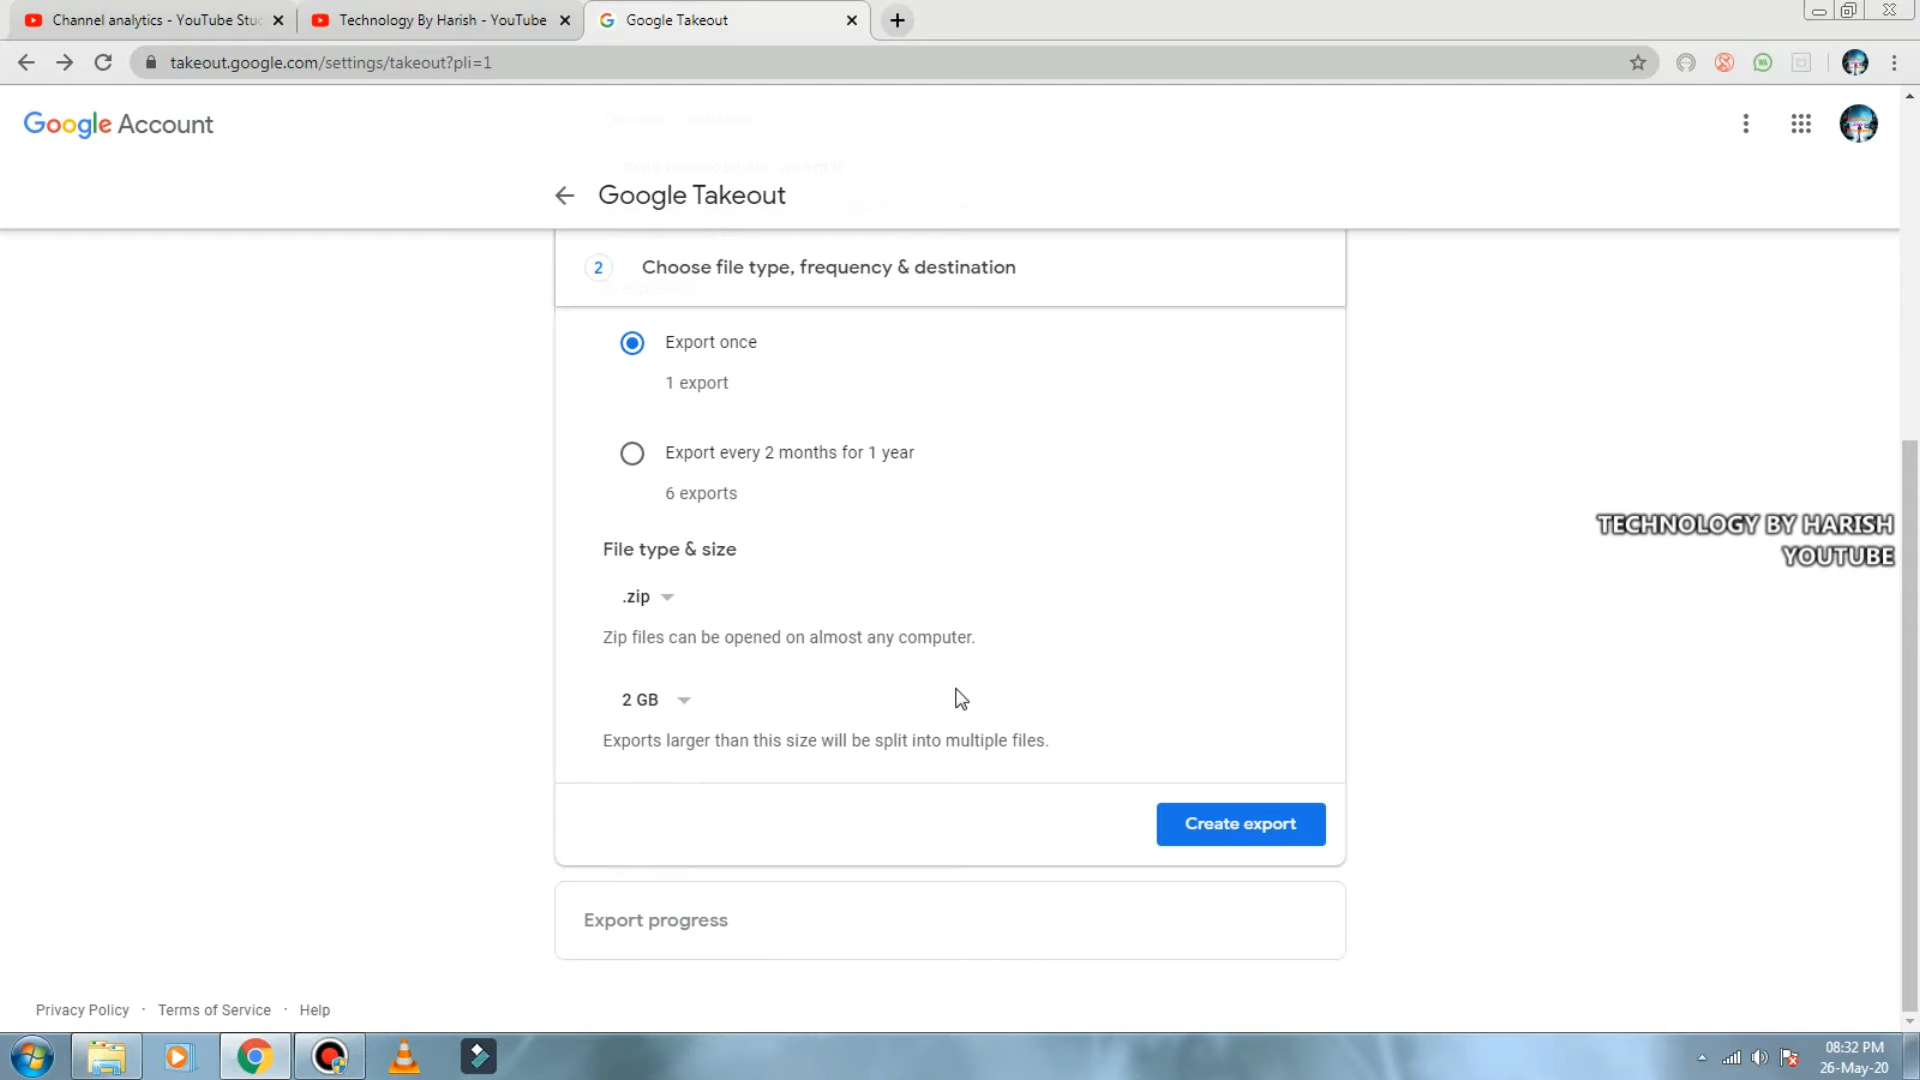 Channel analytics - YouTube Stu
Technology By Harish - YouTube
Google Takeout
takeout.google.com/settings/takeout?pli=1
Google Account
Google Takeout
2 Choose file type, frequency & destination
Export once
1 export
Export every 2 months for 1 year
6 exports
TECHNOLOGY BY HARISH
YOUTUBE
File type & size
.zip
Zip files can be opened on almost any computer.
2 GB
Exports larger than this size will be split into multiple files.
Create export
Export progress
Privacy Policy · Terms of Service · Help
08:32 PM
26-May-20